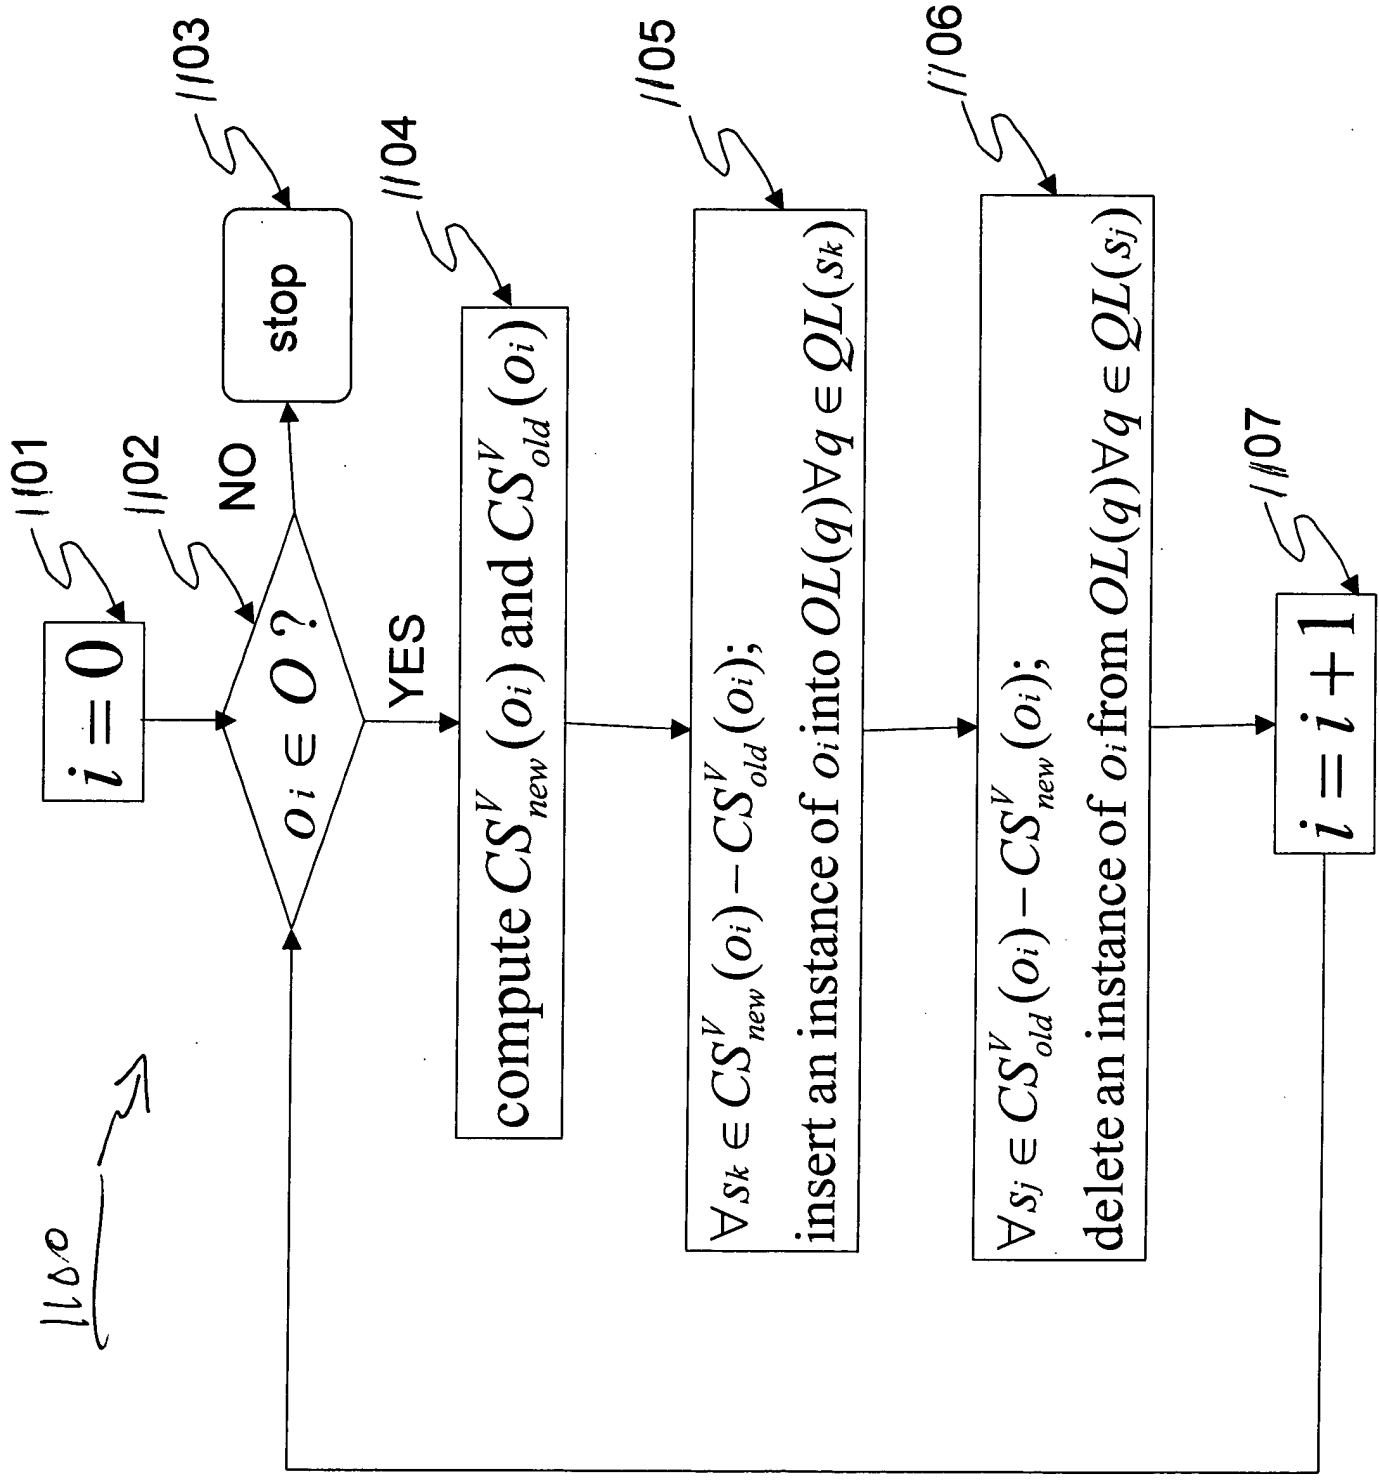 1100
1101
i = 0
1102
o_i ∈ O ?
NO
1103
stop
YES
1104
compute CS^V_new (o_i) and CS^V_old (o_i)
1105
∀ s_k ∈ CS^V_new (o_i) − CS^V_old (o_i);
insert an instance of o_i into OL(q) ∀ q ∈ QL(s_k)
1106
∀ s_j ∈ CS^V_old (o_i) − CS^V_new (o_i);
delete an instance of o_i from OL(q) ∀ q ∈ QL(s_j)
1107
i = i + 1